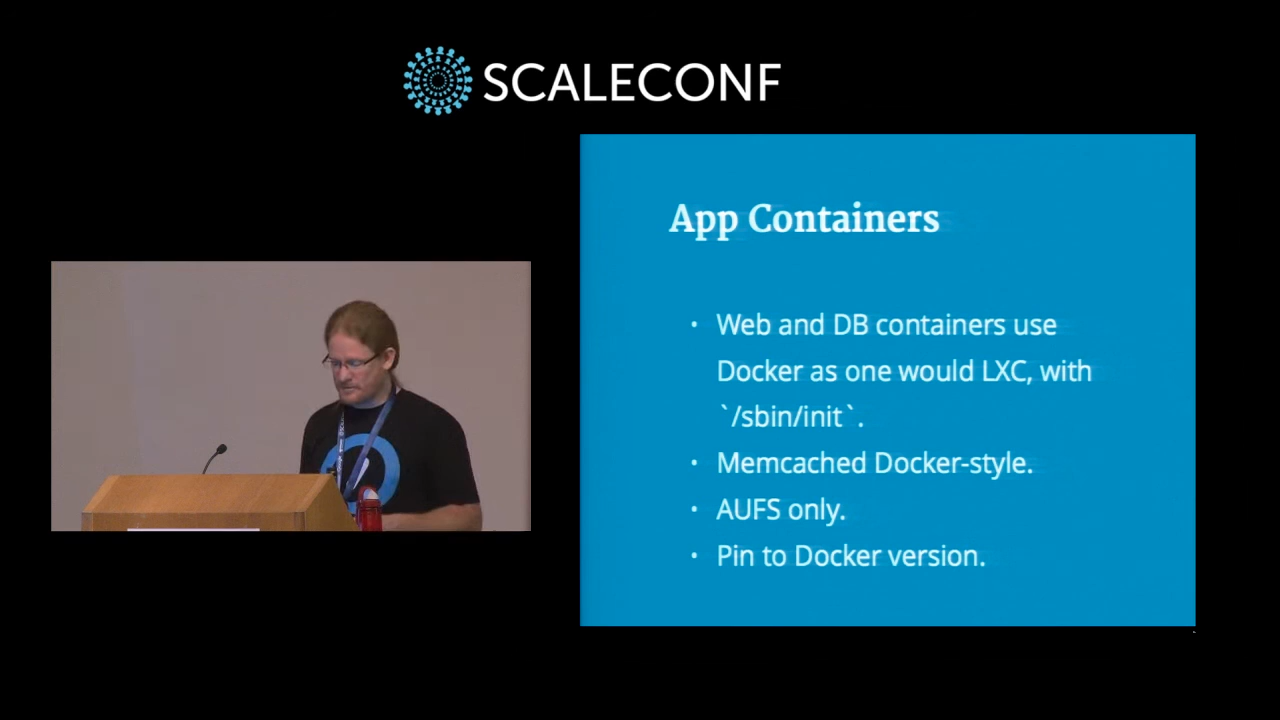 SCALECONF
App Containers
• Web and DB containers use
Docker as one would LXC, with
`/sbin/init`.
• Memcached Docker-style.
• AUFS only.
• Pin to Docker version.